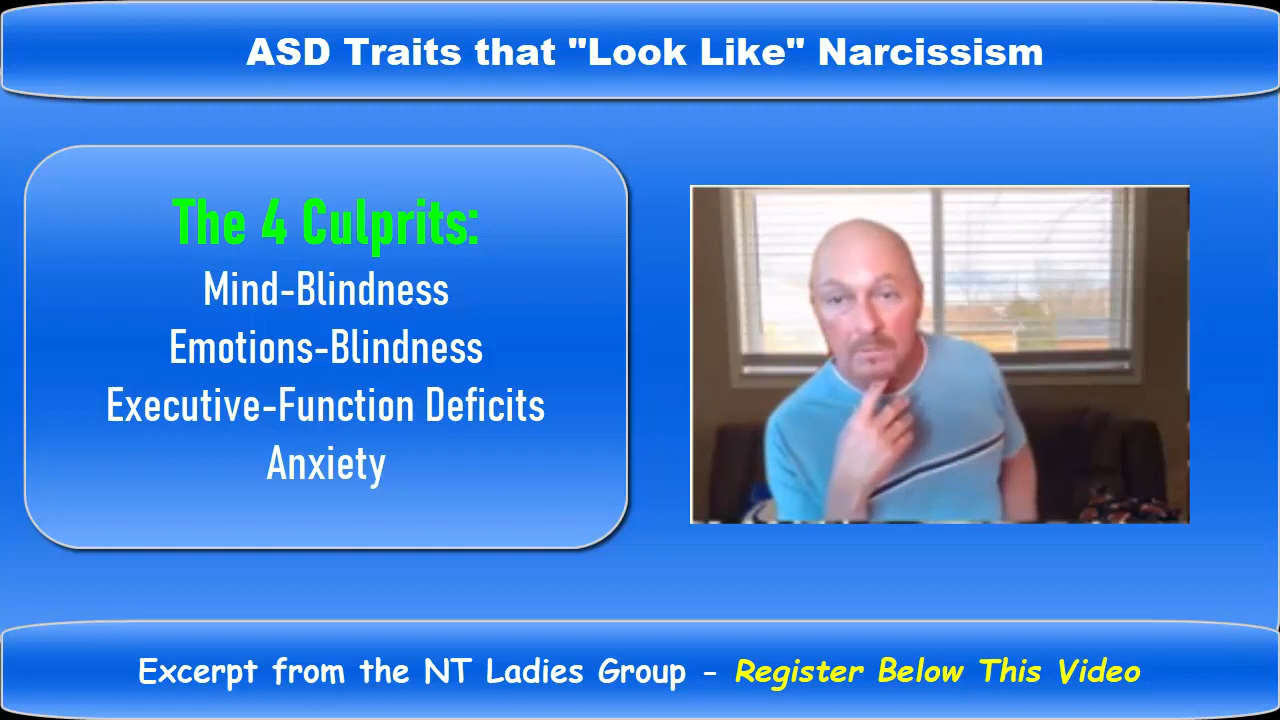 ASD Traits that "Look Like" Narcissism
The 4 Culprits:
Mind-Blindness
Emotions-Blindness
Executive-Function Deficits
Anxiety
Excerpt from the NT Ladies Group - Register Below This Video